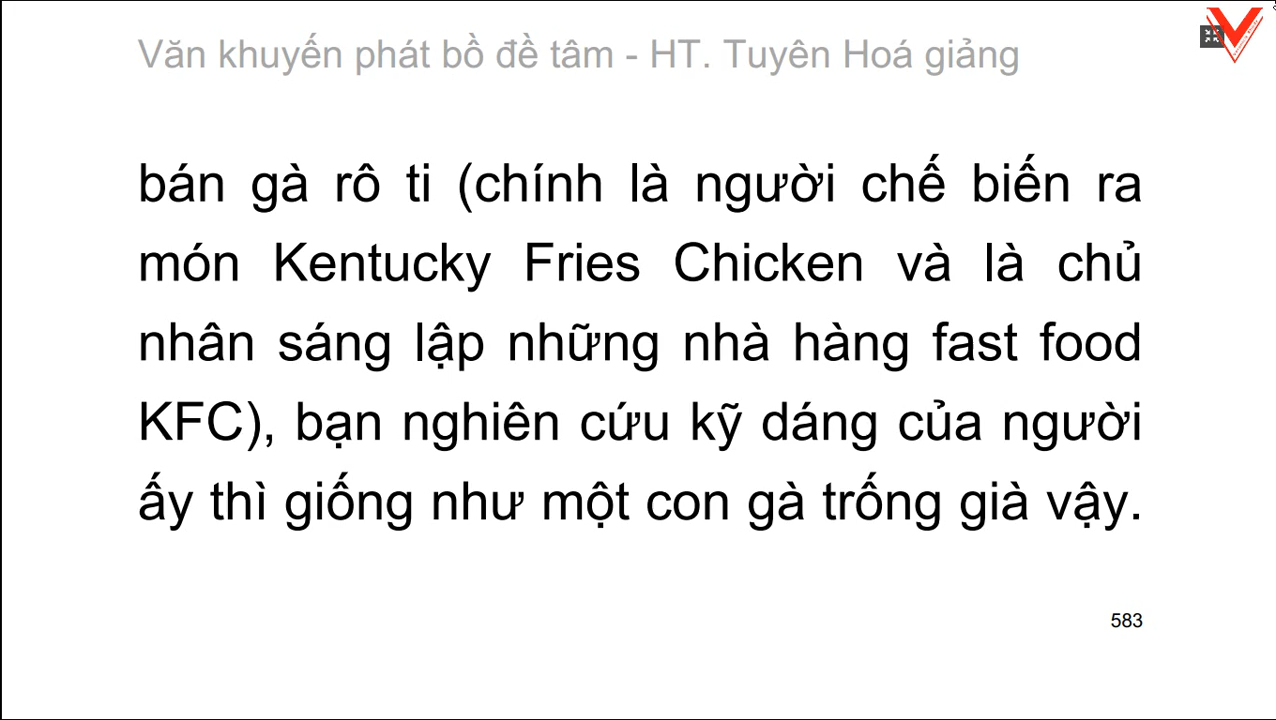 Văn khuyến phát bồ đề tâm - HT. Tuyên Hoá giảng
bán gà rô ti (chính là người chế biến ra
món Kentucky Fries Chicken và là chủ
nhân sáng lập những nhà hàng fast food
KFC), bạn nghiên cứu kỹ dáng của người
ấy thì giống như một con gà trống già vậy.
583